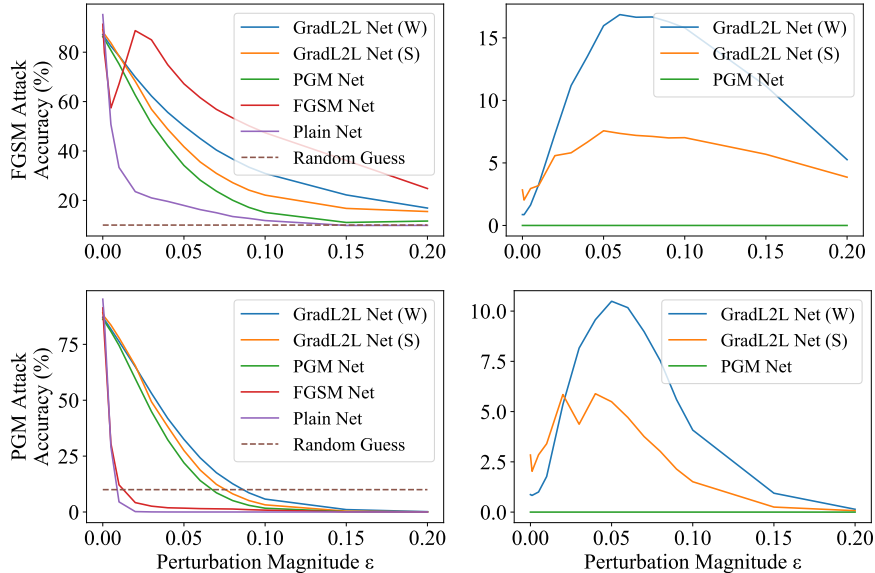 FGSM Attack
Accuracy (%)
80
60
40
20
0.00
0.05
0.10
0.15
0.20
GradL2L Net (W)
GradL2L Net (S)
PGM Net
FGSM Net
Plain Net
Random Guess
15
10
5
0
0.00
0.05
0.10
0.15
0.20
GradL2L Net (W)
GradL2L Net (S)
PGM Net
PGM Attack
Accuracy (%)
75
50
25
0
0.00
0.05
0.10
0.15
0.20
GradL2L Net (W)
GradL2L Net (S)
PGM Net
FGSM Net
Plain Net
Random Guess
Perturbation Magnitude ε
10.0
7.5
5.0
2.5
0.0
0.00
0.05
0.10
0.15
0.20
GradL2L Net (W)
GradL2L Net (S)
PGM Net
Perturbation Magnitude ε